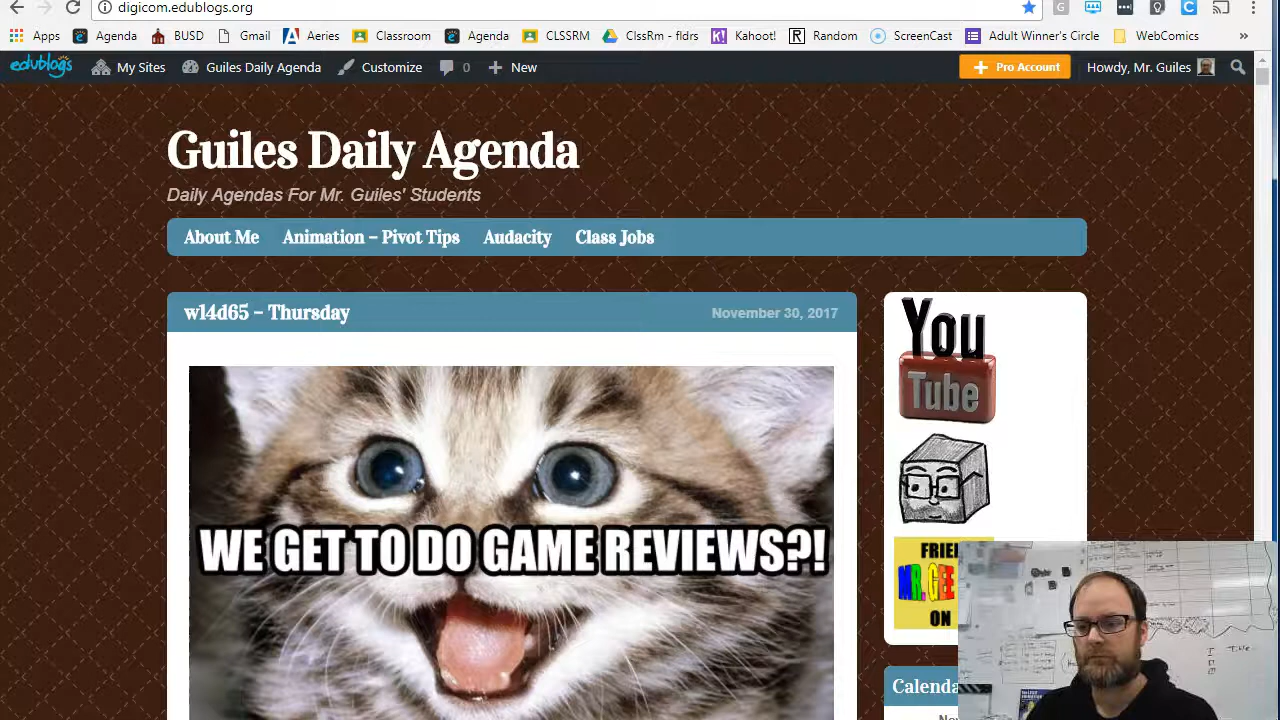 digicom.edublogs.org
Apps Agenda BUSD Gmail Aeries Classroom Agenda CLSSRM ClssRm - fldrs Kahoot! Random ScreenCast Adult Winner's Circle WebComics »
edublogs My Sites Guiles Daily Agenda Customize 0 New Pro Account Howdy, Mr. Guiles
Guiles Daily Agenda
Daily Agendas For Mr. Guiles' Students
About Me Animation – Pivot Tips Audacity Class Jobs
w14d65 – Thursday November 30, 2017
WE GET TO DO GAME REVIEWS?!
You
Tube
MR.GEE
ON